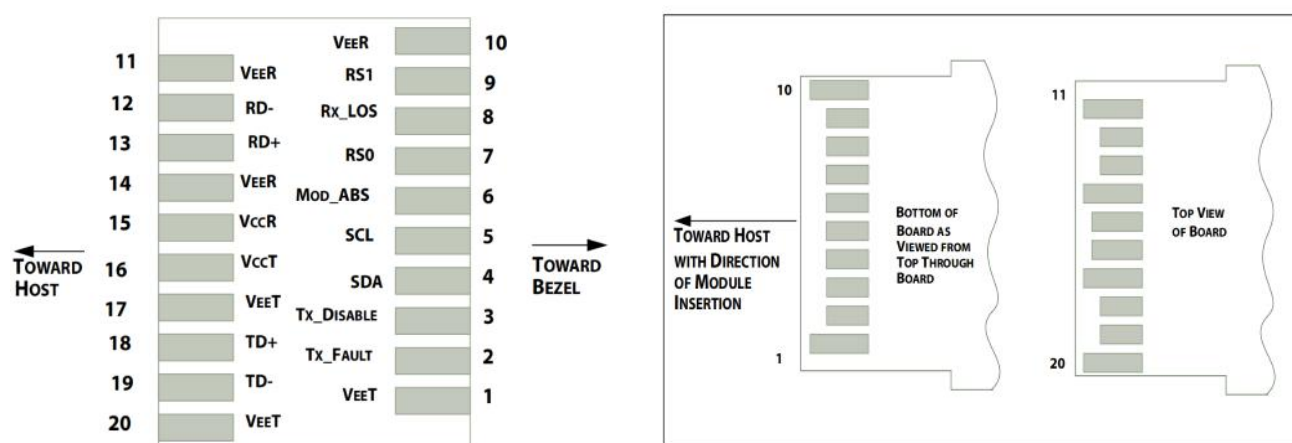 VEER 10
11 VEER RS1 9
12 RD- RX_LOS 8
13 RD+ RS0 7
14 VEER MOD_ABS 6
15 VCCR SCL 5
TOWARD HOST
16 VCCT SDA 4
TOWARD BEZEL
17 VEET TX_DISABLE 3
18 TD+ TX_FAULT 2
19 TD- VEET 1
20 VEET
10
TOWARD HOST
WITH DIRECTION
OF MODULE
INSERTION
BOTTOM OF
BOARD AS
VIEWED FROM
TOP THROUGH
BOARD
1
11
TOP VIEW
OF BOARD
20